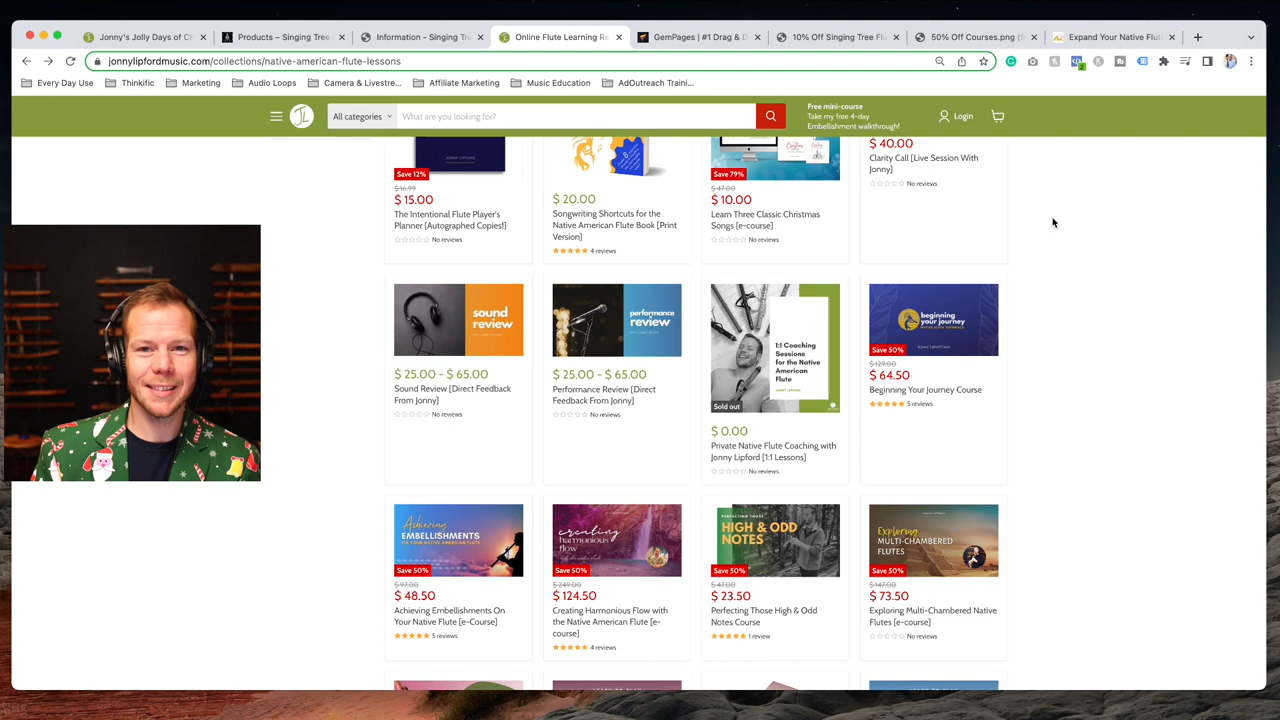 Jonny's Jolly Days of Ch
Products – Singing Tree
Information - Singing Tre
Online Flute Learning Re
GemPages | #1 Drag & D
10% Off Singing Tree Flu
50% Off Courses.png (9
Expand Your Native Flut
jonnylipfordmusic.com/collections/native-american-flute-lessons
Every Day Use
Thinkific
Marketing
Audio Loops
Camera & Livestre...
Affiliate Marketing
Music Education
AdOutreach Traini...
JL
All categories
What are you looking for?
Free mini-course
Take my free 4-day
Embellishment walkthrough!
Login
Save 12%
$ 16.99
$ 15.00
The Intentional Flute Player's
Planner [Autographed Copies!]
No reviews
$ 20.00
Songwriting Shortcuts for the
Native American Flute Book [Print
Version]
4 reviews
Save 79%
$ 47.00
$ 10.00
Learn Three Classic Christmas
Songs [e-course]
No reviews
$ 40.00
Clarity Call [Live Session With
Jonny]
No reviews
sound
review
$ 25.00 - $ 65.00
Sound Review [Direct Feedback
From Jonny]
No reviews
performance
review
$ 25.00 - $ 65.00
Performance Review [Direct
Feedback From Jonny]
No reviews
1:1 Coaching
Sessions
for the Native
American
Flute
JONNY LIPFORD
Sold out
$ 0.00
Private Native Flute Coaching with
Jonny Lipford [1:1 Lessons]
No reviews
beginning
your journey
NATIVE FLUTE TUTORIALS
A Jonny Lipford Course
Save 50%
$ 129.00
$ 64.50
Beginning Your Journey Course
5 reviews
Achieving
EMBELLISHMENTS
ON YOUR NATIVE AMERICAN FLUTE
Save 50%
$ 97.00
$ 48.50
Achieving Embellishments On
Your Native Flute [e-Course]
5 reviews
creating
harmonious
flow
Save 50%
$ 249.00
$ 124.50
Creating Harmonious Flow with
the Native American Flute [e-
course]
4 reviews
PERFECTING THOSE
HIGH & ODD
NOTES
Save 50%
$ 47.00
$ 23.50
Perfecting Those High & Odd
Notes Course
1 review
Exploring
MULTI-CHAMBERED
FLUTES
Save 50%
$ 147.00
$ 73.50
Exploring Multi-Chambered Native
Flutes [e-course]
No reviews